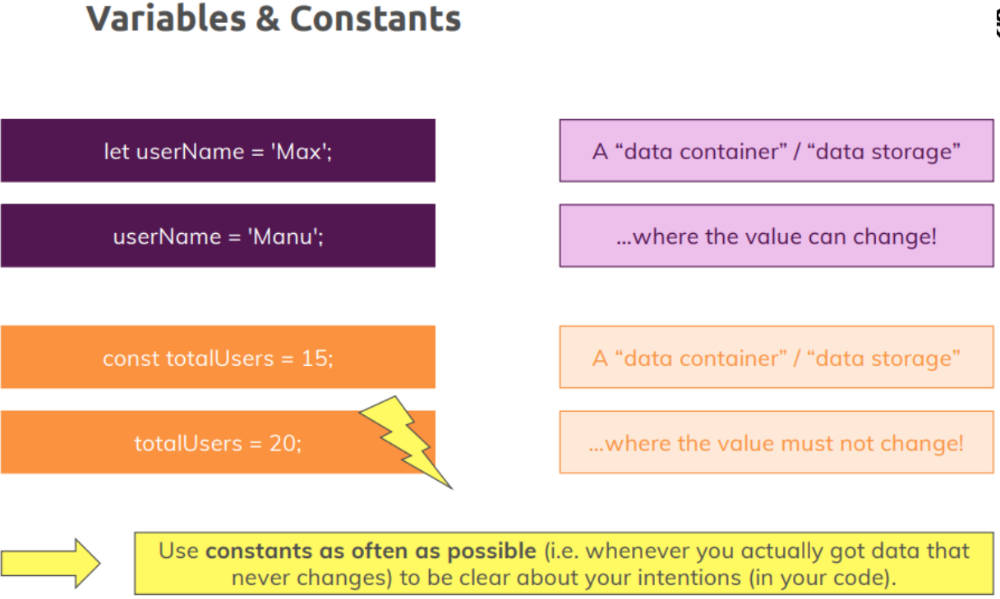 Variables & Constants
let userName = 'Max';
A “data container” / “data storage”
userName = 'Manu';
...where the value can change!
const totalUsers = 15;
A “data container” / “data storage”
totalUsers = 20;
...where the value must not change!
Use constants as often as possible (i.e. whenever you actually got data that
never changes) to be clear about your intentions (in your code).